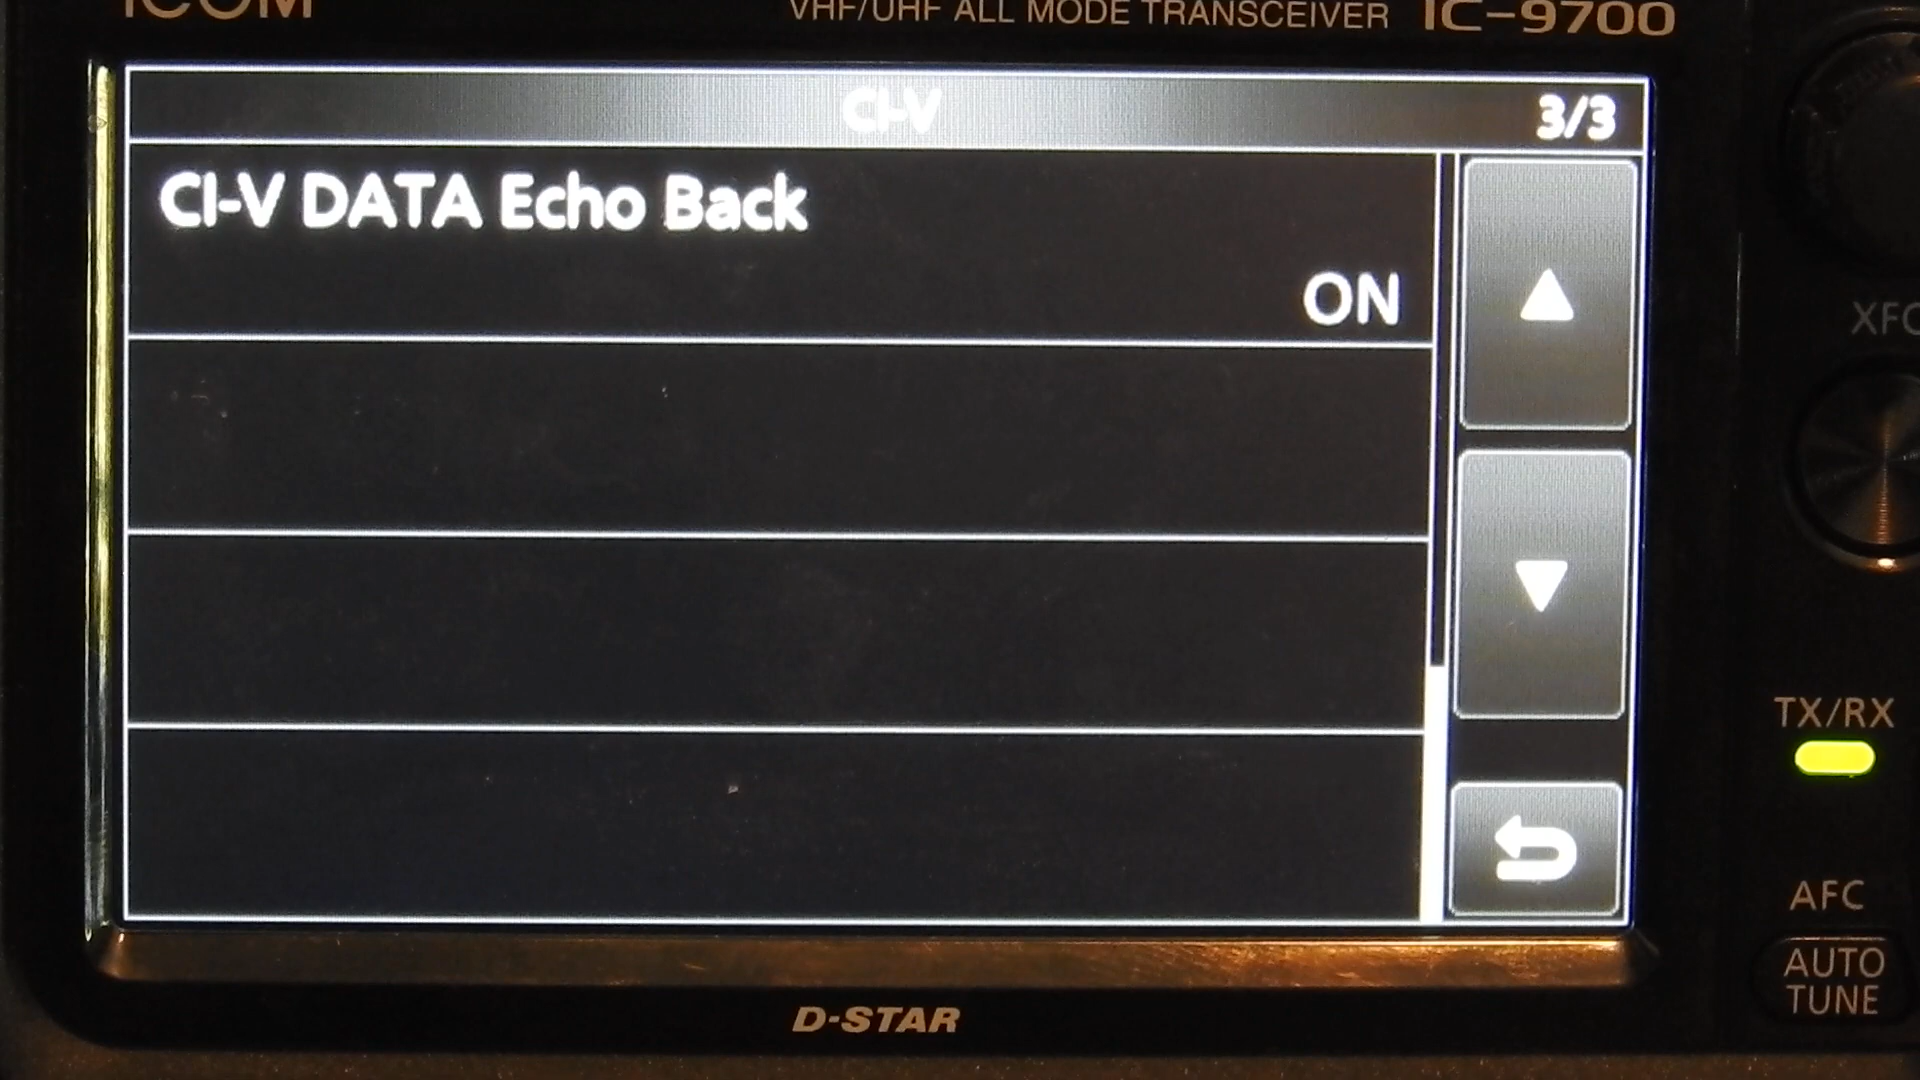 ICOM
VHF/UHF ALL MODE TRANSCEIVER IC-9700
CI-V 3/3
CI-V DATA Echo Back
ON
XFC
TX/RX
AFC
AUTO
TUNE
D-STAR